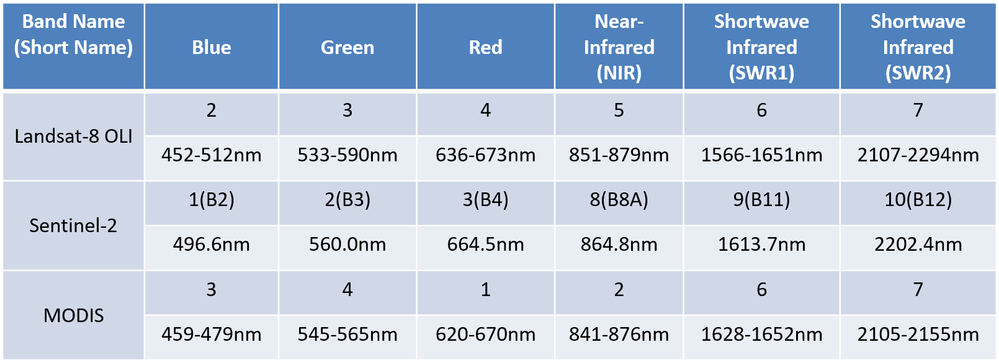 Band Name (Short Name) Blue Green Red Near-Infrared (NIR) Shortwave Infrared (SWR1) Shortwave Infrared (SWR2)
Landsat-8 OLI 2 3 4 5 6 7
452-512nm 533-590nm 636-673nm 851-879nm 1566-1651nm 2107-2294nm
Sentinel-2 1(B2) 2(B3) 3(B4) 8(B8A) 9(B11) 10(B12)
496.6nm 560.0nm 664.5nm 864.8nm 1613.7nm 2202.4nm
MODIS 3 4 1 2 6 7
459-479nm 545-565nm 620-670nm 841-876nm 1628-1652nm 2105-2155nm